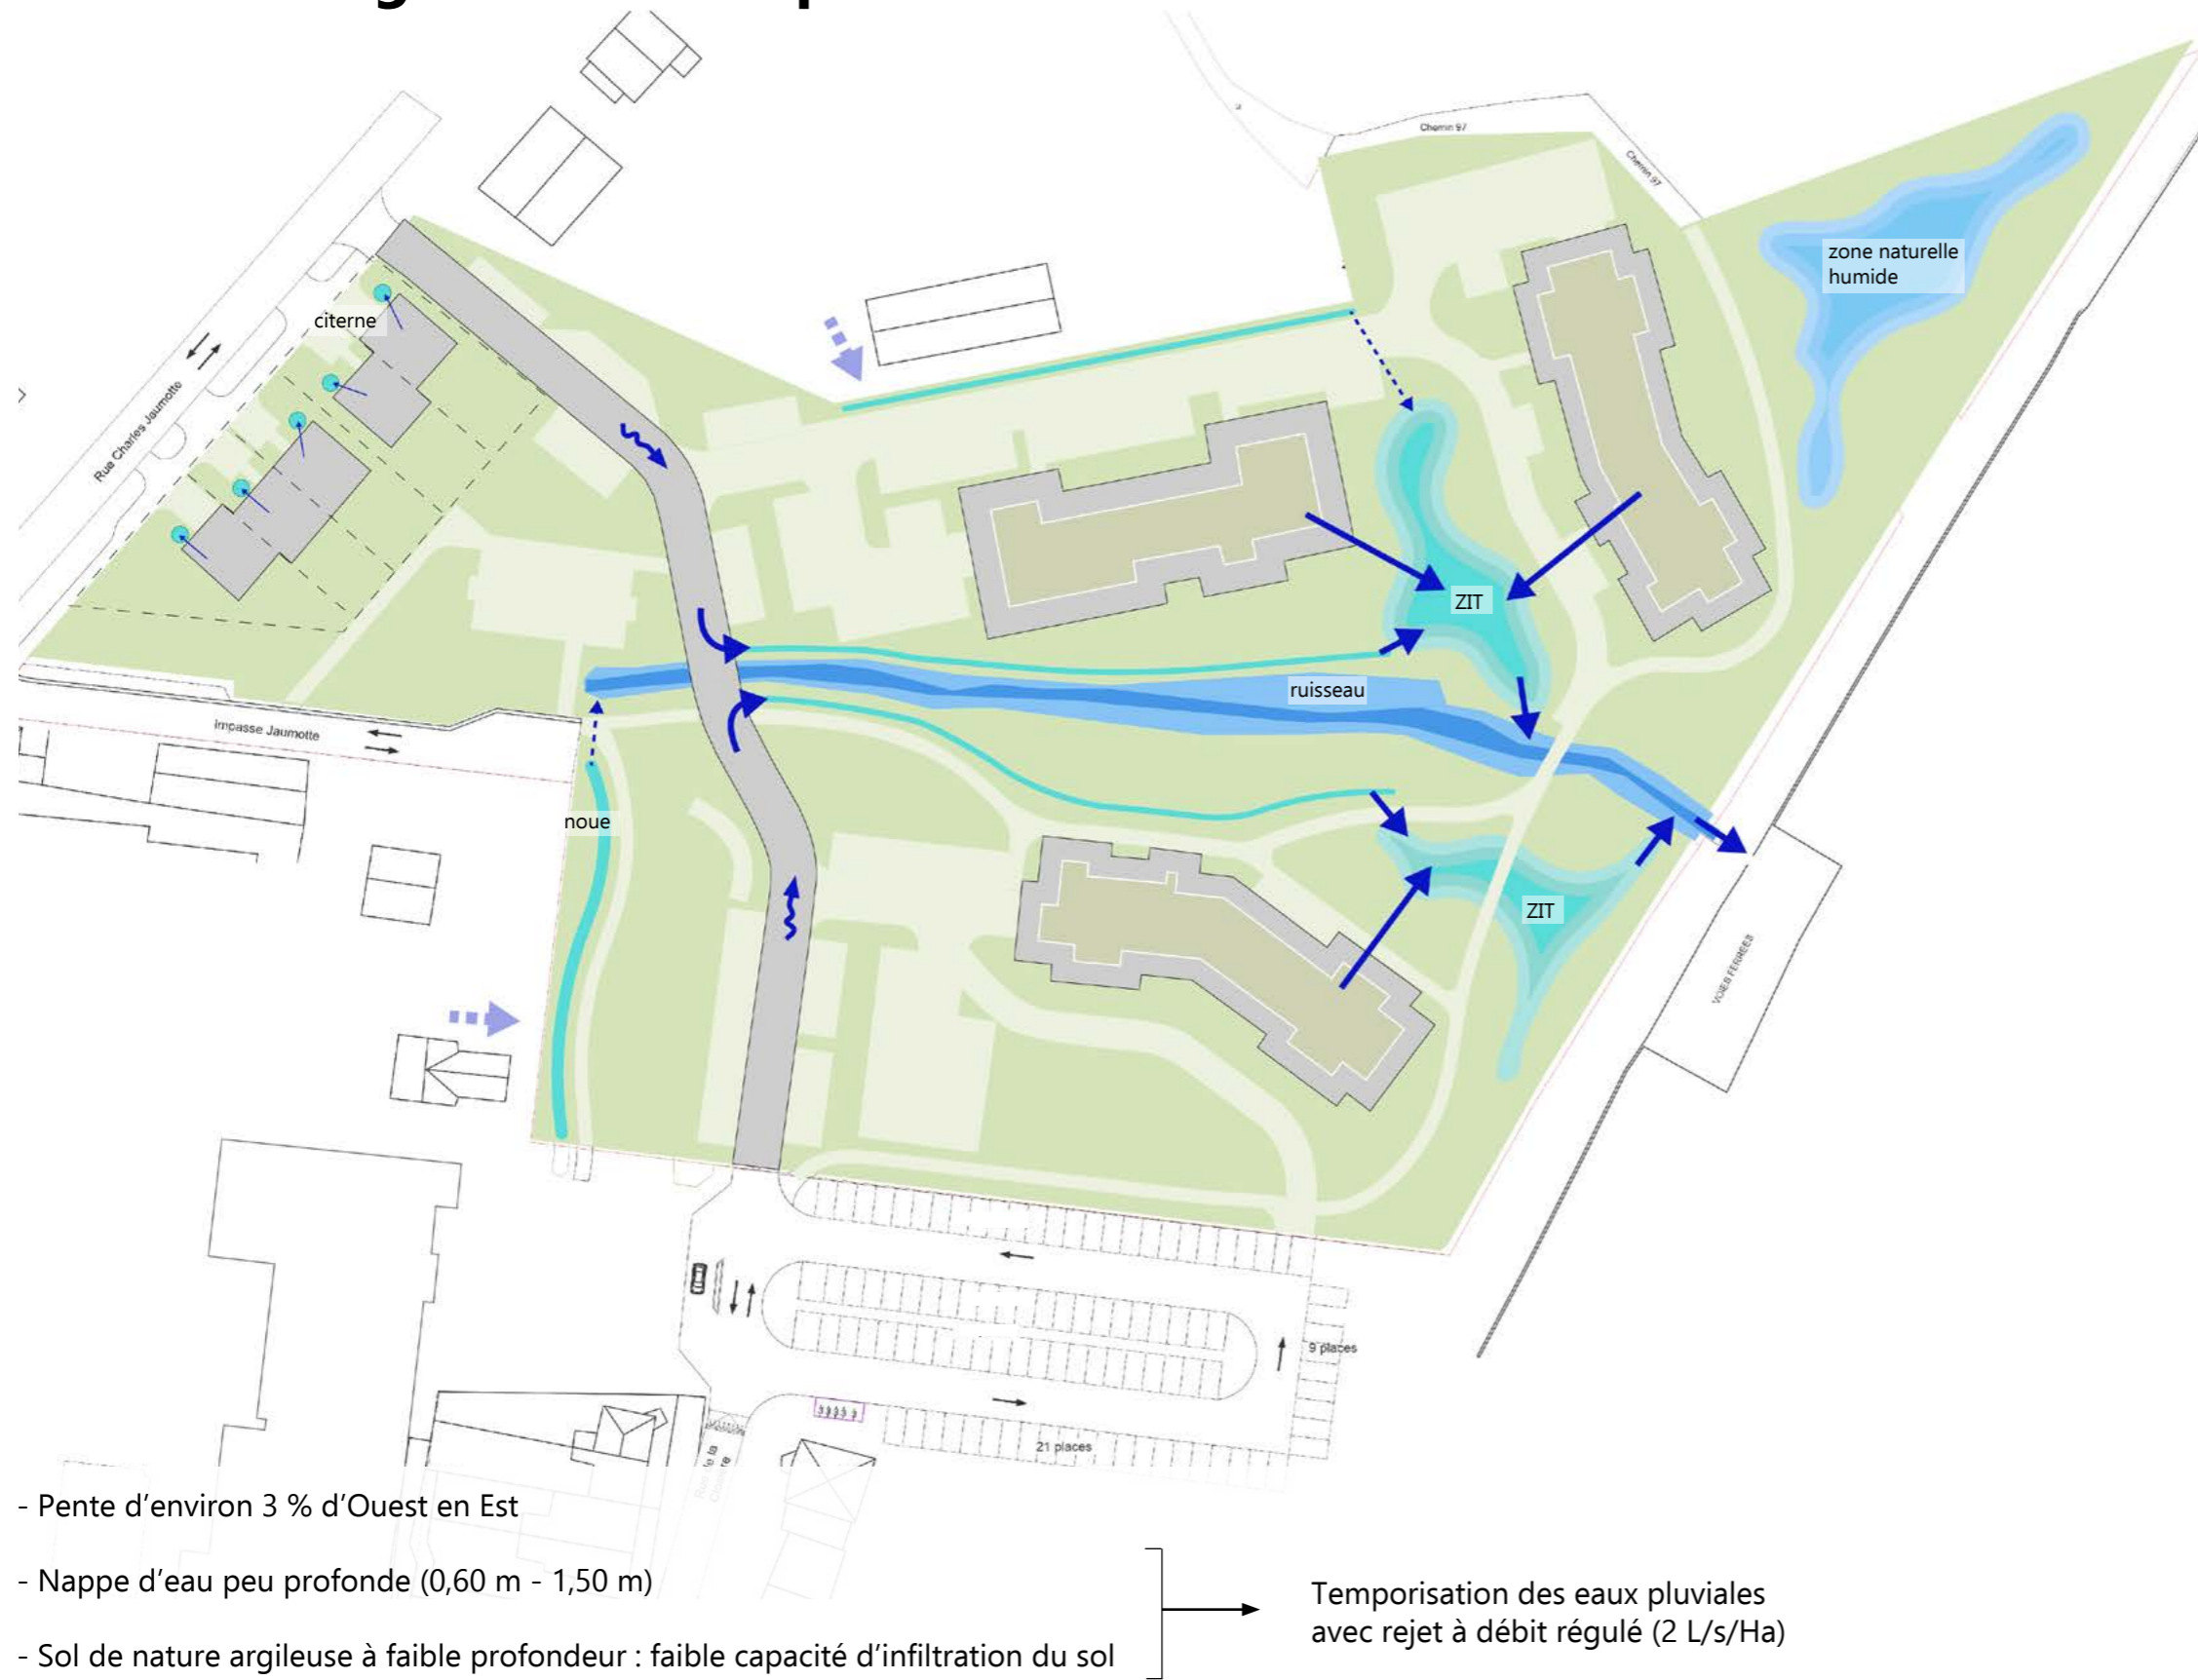 Chemin 97
Chemin 97
zone naturelle
humide
citerne
Rue Charles Jaumotte
ZIT
ruisseau
Impasse Jaumotte
noue
ZIT
VOIES FERREES
9 places
21 places
- Pente d’environ 3 % d’Ouest en Est
- Nappe d’eau peu profonde (0,60 m - 1,50 m)
- Sol de nature argileuse à faible profondeur : faible capacité d’infiltration du sol
Temporisation des eaux pluviales
avec rejet à débit régulé (2 L/s/Ha)